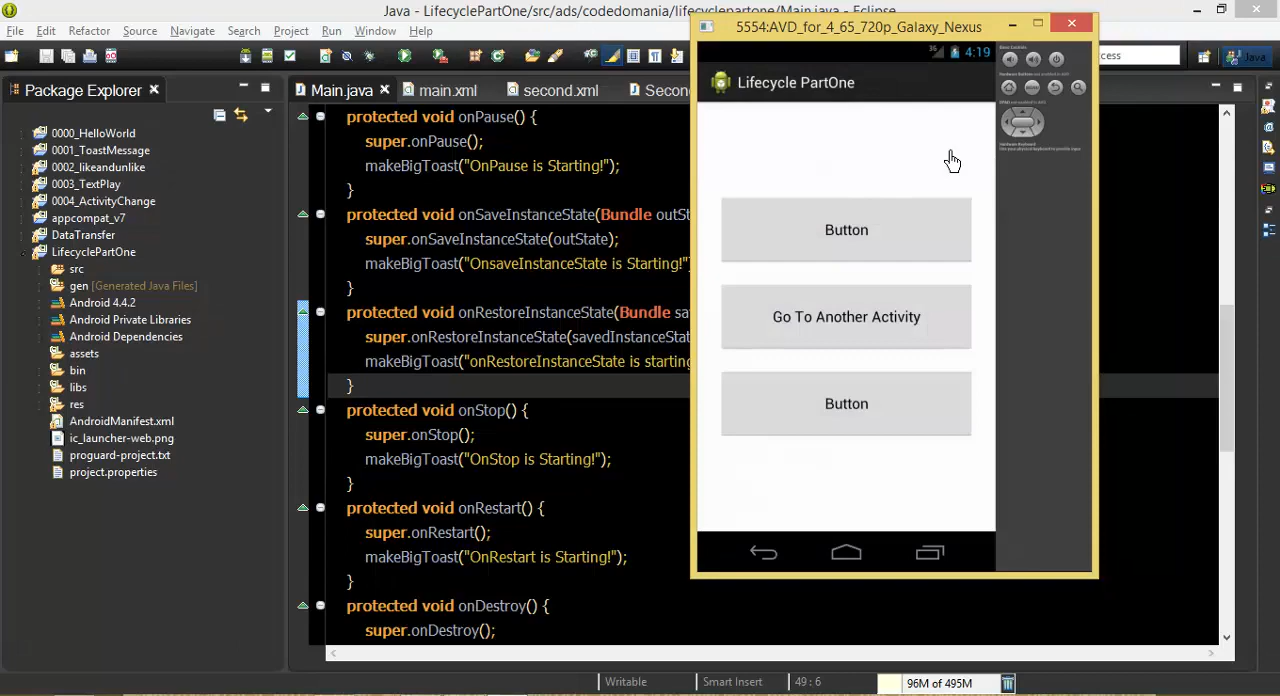 Java - LifecyclePartOne/src/ads/codedomania/lifecyclepartone/Main.java - Eclipse
File Edit Refactor Source Navigate Search Project Run Window Help
Package Explorer
0000_HelloWorld
0001_ToastMessage
0002_likeandunlike
0003_TextPlay
0004_ActivityChange
appcompat_v7
DataTransfer
LifecyclePartOne
src
gen [Generated Java Files]
Android 4.4.2
Android Private Libraries
Android Dependencies
assets
bin
libs
res
AndroidManifest.xml
ic_launcher-web.png
proguard-project.txt
project.properties
Main.java main.xml second.xml Secon
protected void onPause() {
super.onPause();
makeBigToast("OnPause is Starting!");
}
protected void onSaveInstanceState(Bundle outSt
super.onSaveInstanceState(outState);
makeBigToast("OnsaveInstanceState is Starting!"
}
protected void onRestoreInstanceState(Bundle sa
super.onRestoreInstanceState(savedInstanceSta
makeBigToast("onRestoreInstanceState is starting
}
protected void onStop() {
super.onStop();
makeBigToast("OnStop is Starting!");
}
protected void onRestart() {
super.onRestart();
makeBigToast("OnRestart is Starting!");
}
protected void onDestroy() {
super.onDestroy();
5554:AVD_for_4_65_720p_Galaxy_Nexus
36 4:19
Lifecycle PartOne
Button
Go To Another Activity
Button
cess
Java
Writable Smart Insert 49 : 6 96M of 495M